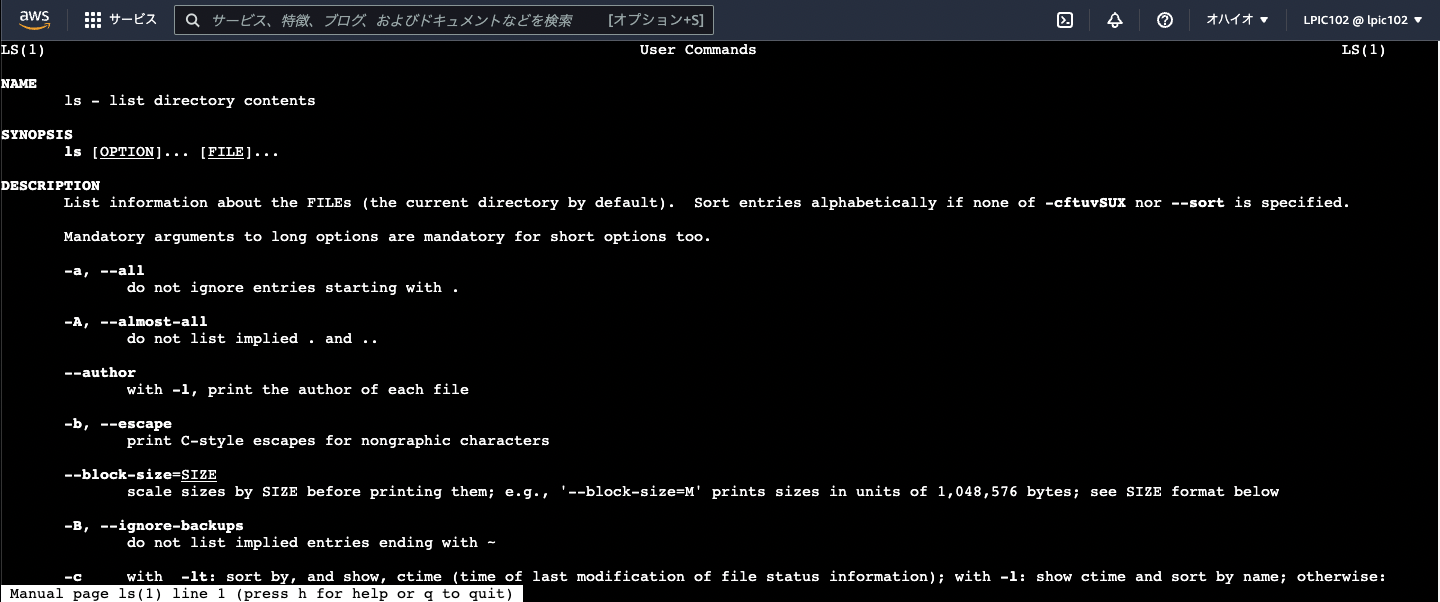 aws サービス サービス、特徴、ブログ、およびドキュメントなどを検索 [オプション+S] オハイオ ▼ LPIC102 @ lpic102 ▼
LS(1) User Commands LS(1)
NAME
ls - list directory contents
SYNOPSIS
ls [OPTION]... [FILE]...
DESCRIPTION
List information about the FILEs (the current directory by default).  Sort entries alphabetically if none of -cftuvSUX nor --sort is specified.
Mandatory arguments to long options are mandatory for short options too.
-a, --all
do not ignore entries starting with .
-A, --almost-all
do not list implied . and ..
--author
with -l, print the author of each file
-b, --escape
print C-style escapes for nongraphic characters
--block-size=SIZE
scale sizes by SIZE before printing them; e.g., '--block-size=M' prints sizes in units of 1,048,576 bytes; see SIZE format below
-B, --ignore-backups
do not list implied entries ending with ~
-c     with  -lt: sort by, and show, ctime (time of last modification of file status information); with -l: show ctime and sort by name; otherwise:
Manual page ls(1) line 1 (press h for help or q to quit)